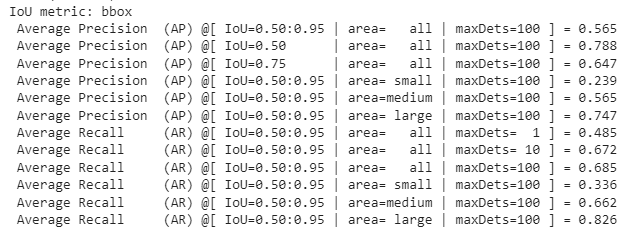 IoU metric: bbox
Average Precision  (AP) @[ IoU=0.50:0.95 | area=   all | maxDets=100 ] = 0.565
Average Precision  (AP) @[ IoU=0.50      | area=   all | maxDets=100 ] = 0.788
Average Precision  (AP) @[ IoU=0.75      | area=   all | maxDets=100 ] = 0.647
Average Precision  (AP) @[ IoU=0.50:0.95 | area= small | maxDets=100 ] = 0.239
Average Precision  (AP) @[ IoU=0.50:0.95 | area=medium | maxDets=100 ] = 0.565
Average Precision  (AP) @[ IoU=0.50:0.95 | area= large | maxDets=100 ] = 0.747
Average Recall     (AR) @[ IoU=0.50:0.95 | area=   all | maxDets=  1 ] = 0.485
Average Recall     (AR) @[ IoU=0.50:0.95 | area=   all | maxDets= 10 ] = 0.672
Average Recall     (AR) @[ IoU=0.50:0.95 | area=   all | maxDets=100 ] = 0.685
Average Recall     (AR) @[ IoU=0.50:0.95 | area= small | maxDets=100 ] = 0.336
Average Recall     (AR) @[ IoU=0.50:0.95 | area=medium | maxDets=100 ] = 0.662
Average Recall     (AR) @[ IoU=0.50:0.95 | area= large | maxDets=100 ] = 0.826